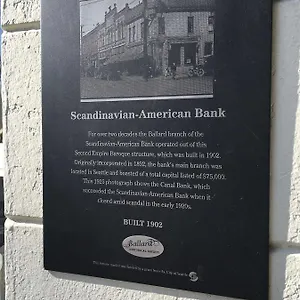 Scandinavian-American Bank
For over two decades the Ballard branch of the
Scandinavian-American Bank operated out of this
Second Empire Baroque structure, which was built in 1902.
Originally incorporated in 1892, the bank's main branch was
located in Seattle and boasted of a total capital listed of $75,000.
This 1925 photograph shows the Canal Bank, which
succeeded the Scandinavian-American Bank when it
closed amid scandal in the early 1920s.
BUILT 1902
Ballard